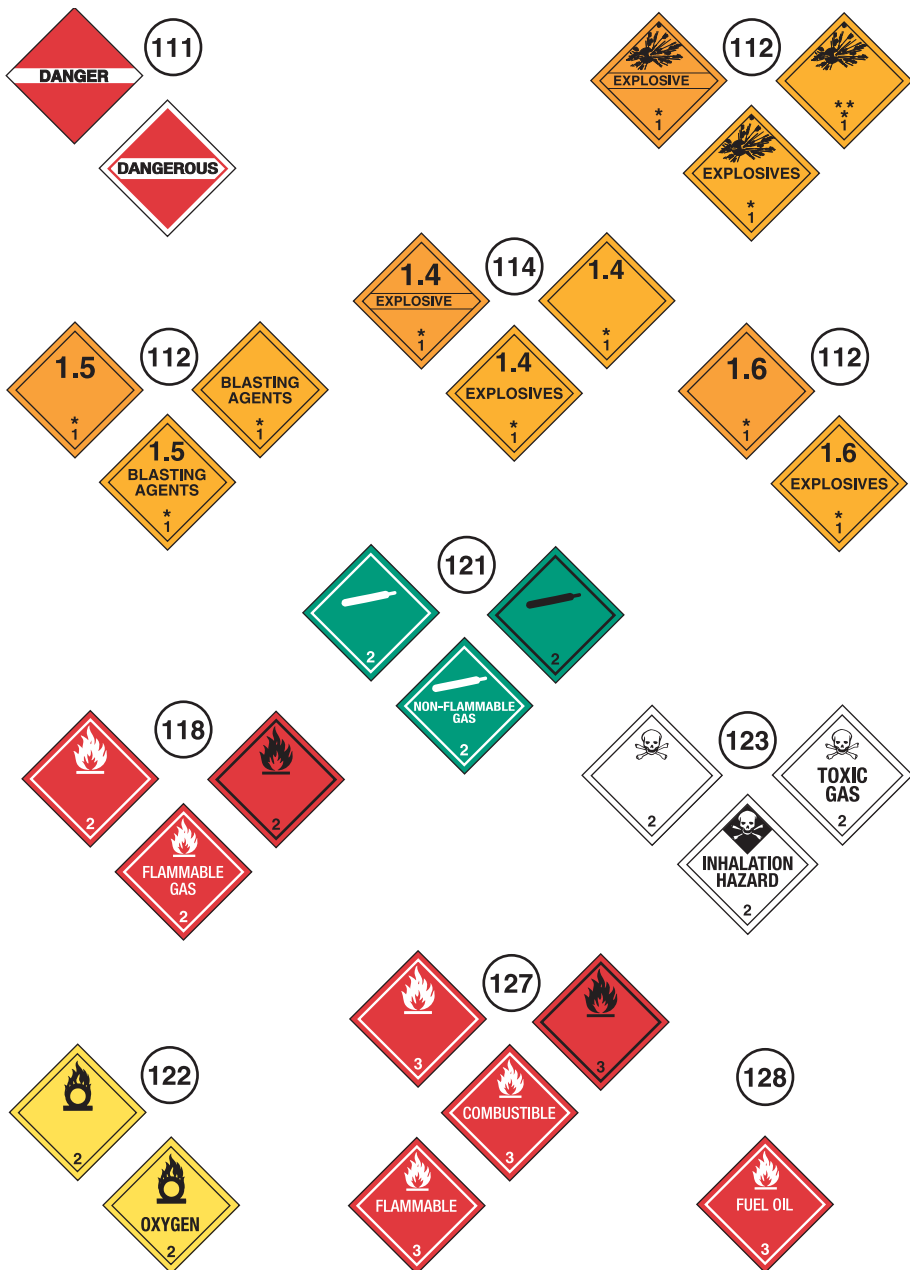 DANGER
111
DANGEROUS
EXPLOSIVE
*
1
112
**
*
1
EXPLOSIVES
*
1
1.4
EXPLOSIVE
*
1
114
1.4
*
1
1.4
EXPLOSIVES
*
1
1.5
*
1
112
BLASTING
AGENTS
*
1
1.5
BLASTING
AGENTS
*
1
1.6
*
1
112
1.6
EXPLOSIVES
*
1
121
2
2
NON-FLAMMABLE
GAS
2
118
2
2
FLAMMABLE
GAS
2
123
2
TOXIC
GAS
2
INHALATION
HAZARD
2
127
3
3
COMBUSTIBLE
3
FLAMMABLE
3
122
2
OXYGEN
2
128
FUEL OIL
3